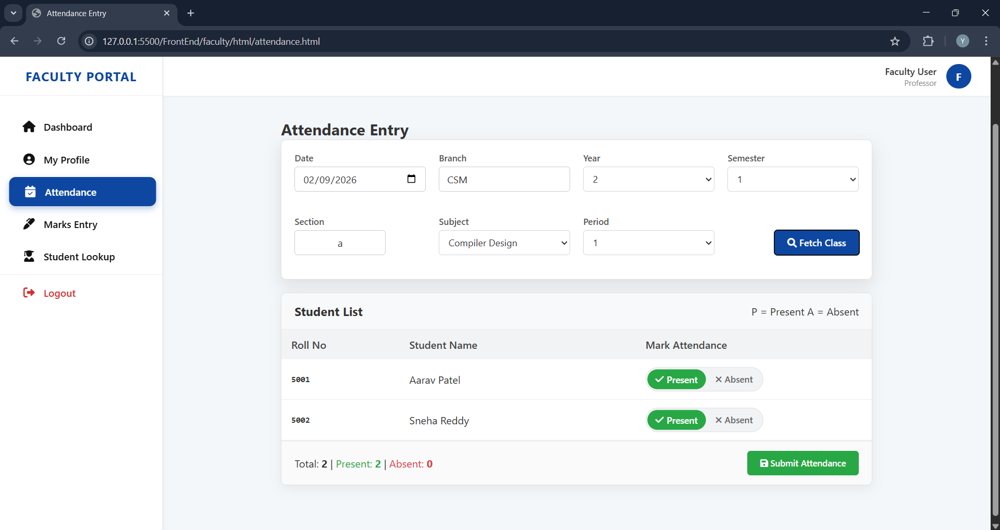 Attendance Entry
127.0.0.1:5500/FrontEnd/faculty/html/attendance.html
Y
FACULTY PORTAL
Faculty User
Professor
F
Dashboard
My Profile
Attendance
Marks Entry
Student Lookup
Logout
Attendance Entry
Date Branch Year Semester
02/09/2026 CSM 2 1
Section Subject Period
a Compiler Design 1 Fetch Class
Student List P = Present A = Absent
Roll No Student Name Mark Attendance
5001 Aarav Patel Present Absent
5002 Sneha Reddy Present Absent
Total: 2 | Present: 2 | Absent: 0 Submit Attendance